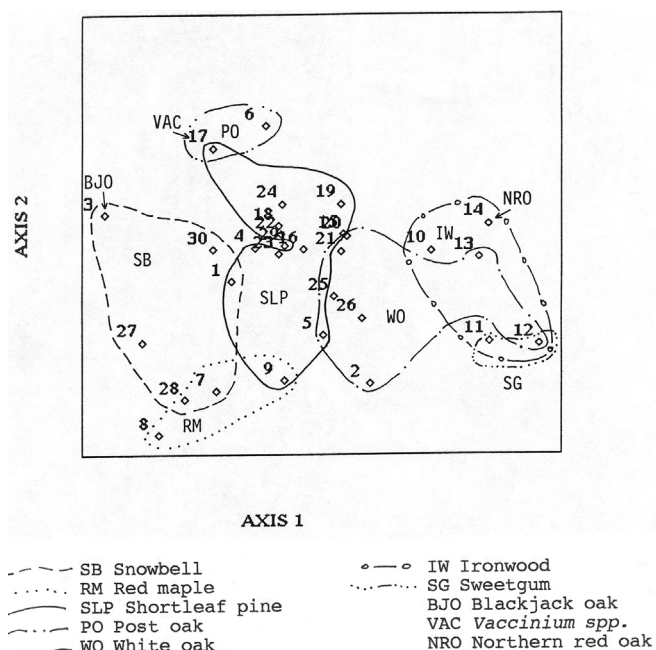 6
VAC
17
PO
BJO
3
24
19
14
NRO
18
22
15
20
29
4
23
16
21
10
IW
13
30
SB
1
SLP
25
26
WO
5
27
11
12
9
2
SG
28
7
8
RM
AXIS 2
AXIS 1
SB Snowbell
RM Red maple
SLP Shortleaf pine
PO Post oak
WO White oak
IW Ironwood
SG Sweetgum
BJO Blackjack oak
VAC Vaccinium spp.
NRO Northern red oak